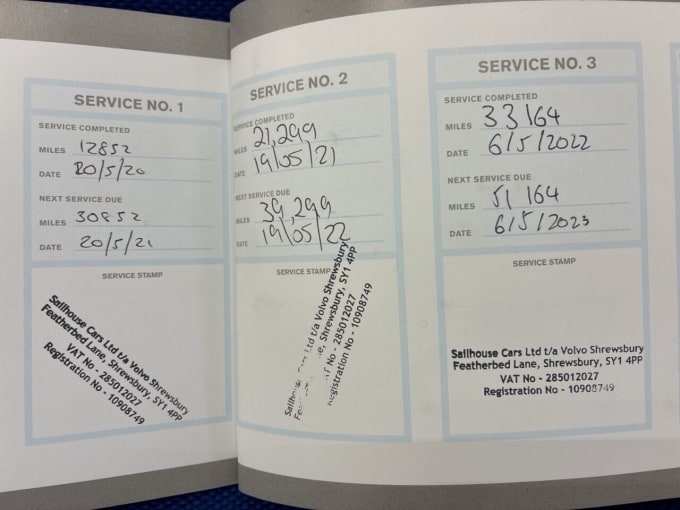 SERVICE NO. 1
SERVICE COMPLETED
MILES 12852
DATE 20/5/20
NEXT SERVICE DUE
MILES 30852
DATE 20/5/21
SERVICE STAMP
Sailhouse Cars Ltd t/a Volvo Shrewsbury
Featherbed Lane, Shrewsbury, SY1 4PP
VAT No - 285012027
Registration No - 10908749
SERVICE NO. 2
SERVICE COMPLETED
MILES 21,299
DATE 19/05/21
NEXT SERVICE DUE
MILES 39,299
DATE 19/05/22
SERVICE STAMP
Ltd t/a Volvo Shrewsbury
Shrewsbury, SY1 4PP
No - 285012027
Registration No - 10908749
SERVICE NO. 3
SERVICE COMPLETED
MILES 33164
DATE 6/5/2022
NEXT SERVICE DUE
MILES 51164
DATE 6/5/2023
SERVICE STAMP
Sailhouse Cars Ltd t/a Volvo Shrewsbury
Featherbed Lane, Shrewsbury, SY1 4PP
VAT No - 285012027
Registration No - 10908749